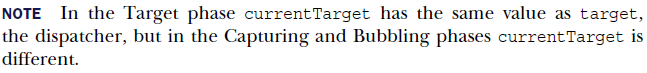 NOTE In the Target phase currentTarget has the same value as target,
the dispatcher, but in the Capturing and Bubbling phases currentTarget is
different.